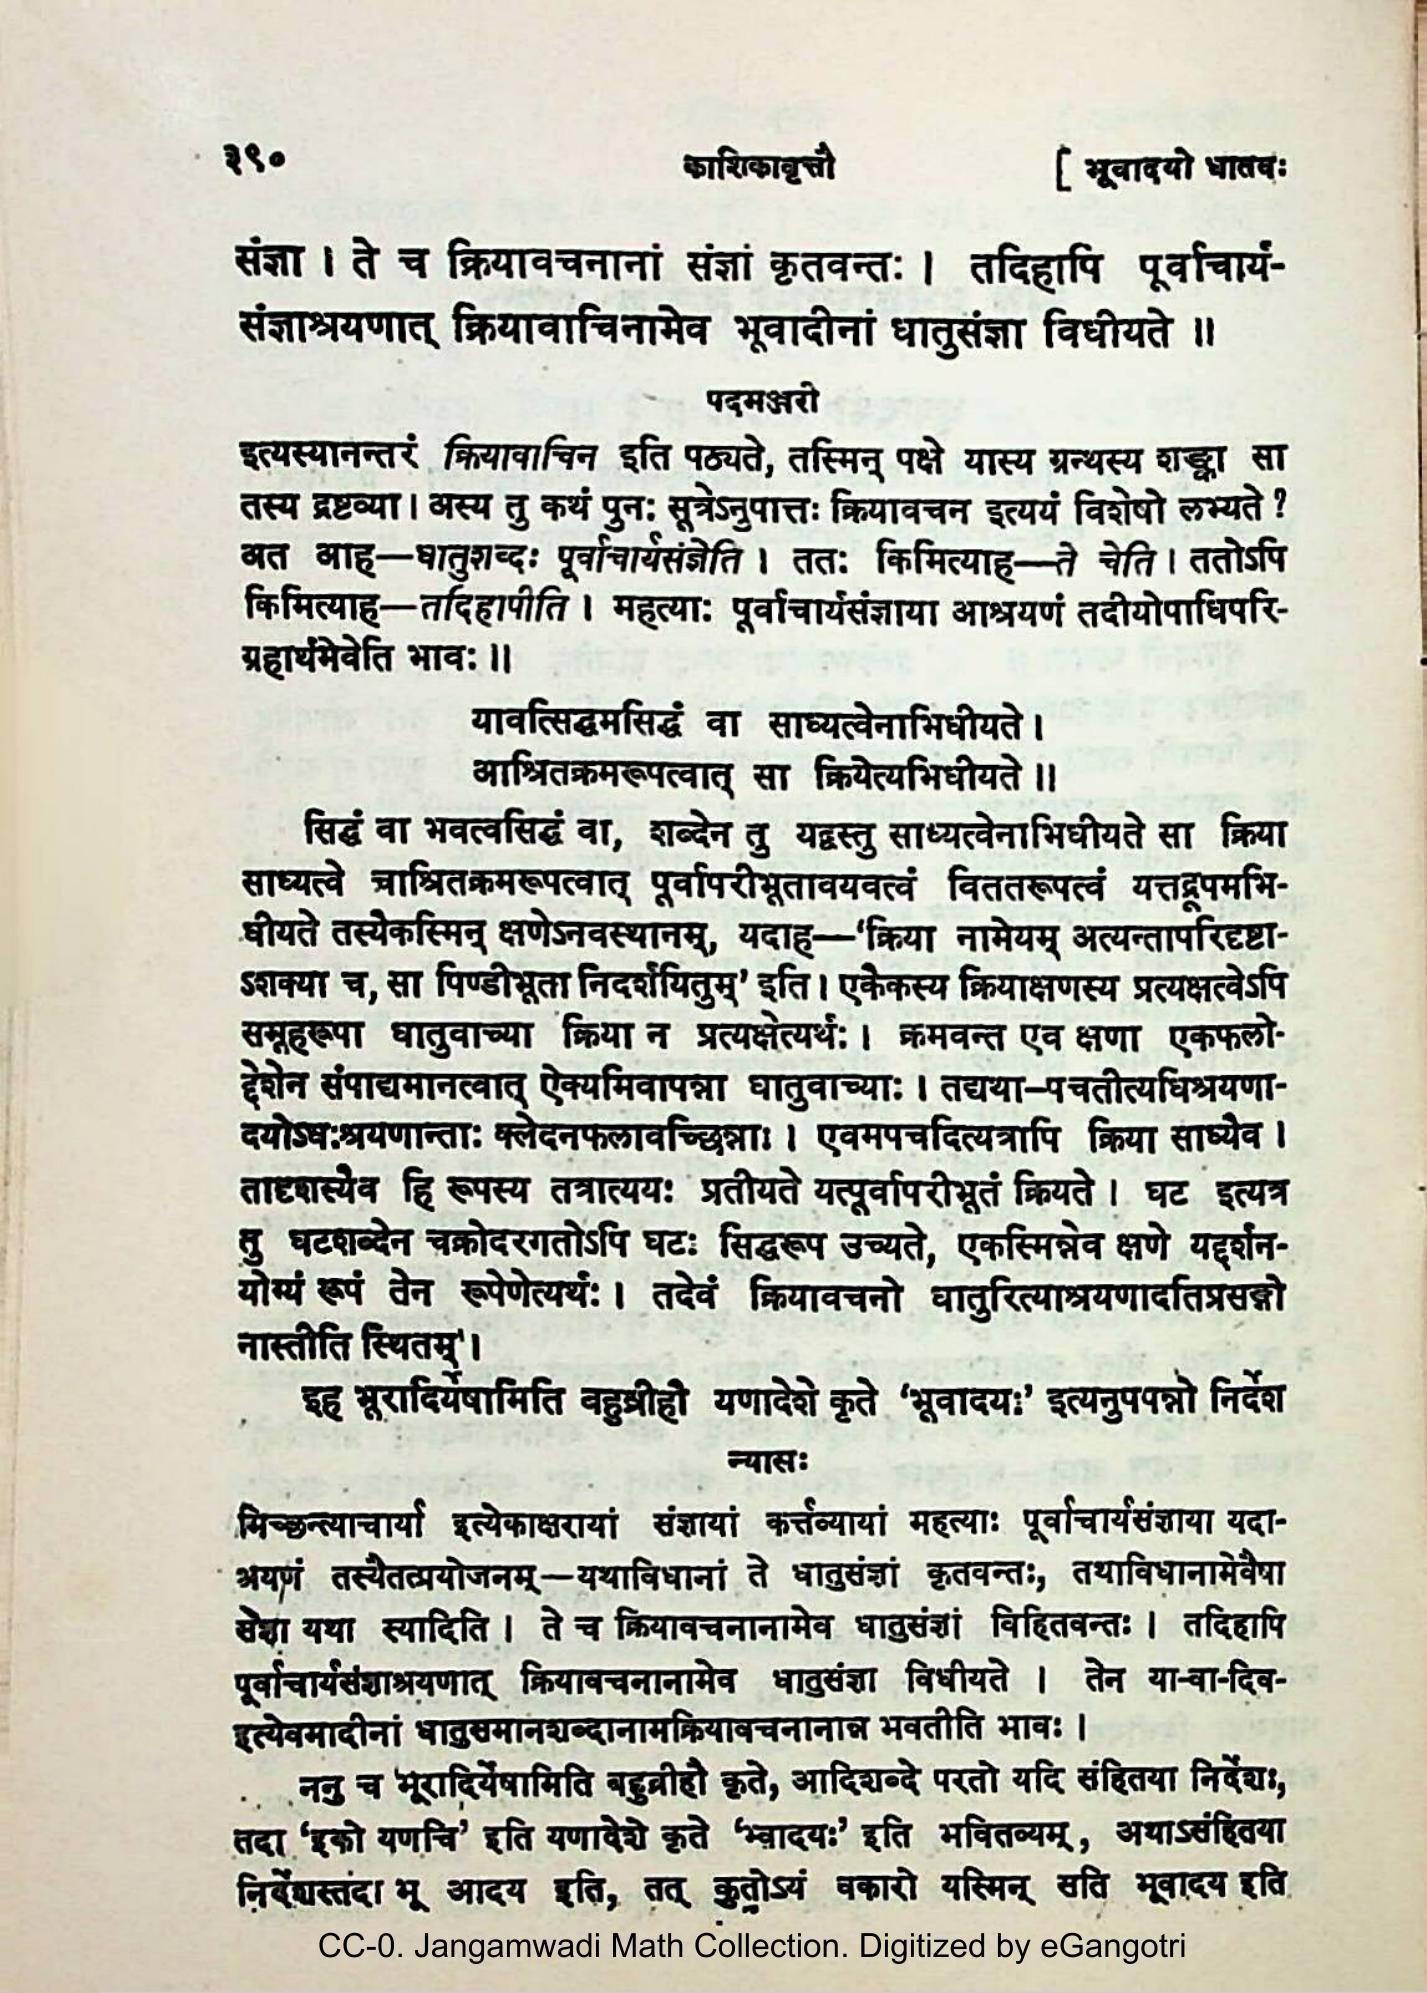 ३९०
काशिकावृत्तौ
[ भूवादयो धातवः
संज्ञा । ते च क्रियावचनानां संज्ञां कृतवन्तः । तदिहापि पूर्वाचार्य-
संज्ञाश्रयणात् क्रियावाचिनामेव भूवादीनां धातुसंज्ञा विधीयते ॥
पदमञ्जरी
इत्यस्यानन्तरं क्रियावाचिन इति पठ्यते, तस्मिन् पक्षे यास्य ग्रन्थस्य शङ्का सा
तस्य द्रष्टव्या । अस्य तु कथं पुनः सूत्रेऽनुपात्तः क्रियावचन इत्ययं विशेषो लभ्यते ?
अत आह—धातुशब्दः पूर्वाचार्यसंज्ञेति । ततः किमित्याह—ते चेति । ततोऽपि
किमित्याह—तदिहापीति । महत्याः पूर्वाचार्यसंज्ञाया आश्रयणं तदीयोपाधिपरि-
ग्रहार्थमेवेति भावः ॥
यावत्सिद्धमसिद्धं वा साध्यत्वेनाभिधीयते ।
आश्रितक्रमरूपत्वात् सा क्रियेत्यभिधीयते ॥
सिद्धं वा भवत्वसिद्धं वा, शब्देन तु यद्वस्तु साध्यत्वेनाभिधीयते सा क्रिया
साध्यत्वे चाश्रितक्रमरूपत्वात् पूर्वापरीभूतावयवत्वं विततरूपत्वं यत्तद्रूपमभि-
धीयते तस्यैकस्मिन् क्षणेऽनवस्थानम्, यदाह—‘क्रिया नामेयम् अत्यन्तापरिदृष्टा-
ऽशक्या च, सा पिण्डीभूता निदर्शयितुम्’ इति । एकैकस्य क्रियाक्षणस्य प्रत्यक्षत्वेऽपि
समूहरूपा धातुवाच्या क्रिया न प्रत्यक्षेत्यर्थः । क्रमवन्त एव क्षणा एकफलो-
द्देशेन संपाद्यमानत्वात् ऐक्यमिवापन्ना धातुवाच्याः । तद्यथा–पचतीत्यधिश्रयणा-
दयोऽधःश्रयणान्ताः क्लेदनफलावच्छिन्नाः । एवमपचदित्यत्रापि क्रिया साध्यैव ।
तादृशस्यैव हि रूपस्य तत्रात्ययः प्रतीयते यत्पूर्वापरीभूतं क्रियते । घट इत्यत्र
तु घटशब्देन चक्रोदरगतोऽपि घटः सिद्धरूप उच्यते, एकस्मिन्नेव क्षणे यद्दर्शन-
योग्यं रूपं तेन रूपेणेत्यर्थः । तदेवं क्रियावचनो धातुरित्याश्रयणादतिप्रसङ्गो
नास्तीति स्थितम् ।
इह भूरादिर्येषामिति बहुव्रीहौ यणादेशे कृते ‘भूवादयः’ इत्यनुपपन्नो निर्देश
न्यासः
मिच्छन्त्याचार्या इत्येकाक्षरायां संज्ञायां कर्त्तव्यायां महत्याः पूर्वाचार्यसंज्ञाया यदा-
श्रयणं तस्यैतत्प्रयोजनम्—यथाविधानां ते धातुसंज्ञां कृतवन्तः, तथाविधानामेवैषा
संज्ञा यथा स्यादिति । ते च क्रियावचनानामेव धातुसंज्ञां विहितवन्तः । तदिहापि
पूर्वाचार्यसंज्ञाश्रयणात् क्रियावचनानामेव धातुसंज्ञा विधीयते । तेन या-वा-दिव-
इत्येवमादीनां धातुसमानशब्दानामक्रियावचनानान्न भवतीति भावः ।
ननु च भूरादिर्येषामिति बहुव्रीहौ कृते, आदिशब्दे परतो यदि संहितया निर्देशः,
तदा ‘इको यणचि’ इति यणादेशे कृते ‘भ्वादयः’ इति भवितव्यम्, अथाऽसंहितया
निर्देशस्तदा भू आदय इति, तत् कुतोऽयं वकारो यस्मिन् सति भूवादय इति
CC-0. Jangamwadi Math Collection. Digitized by eGangotri